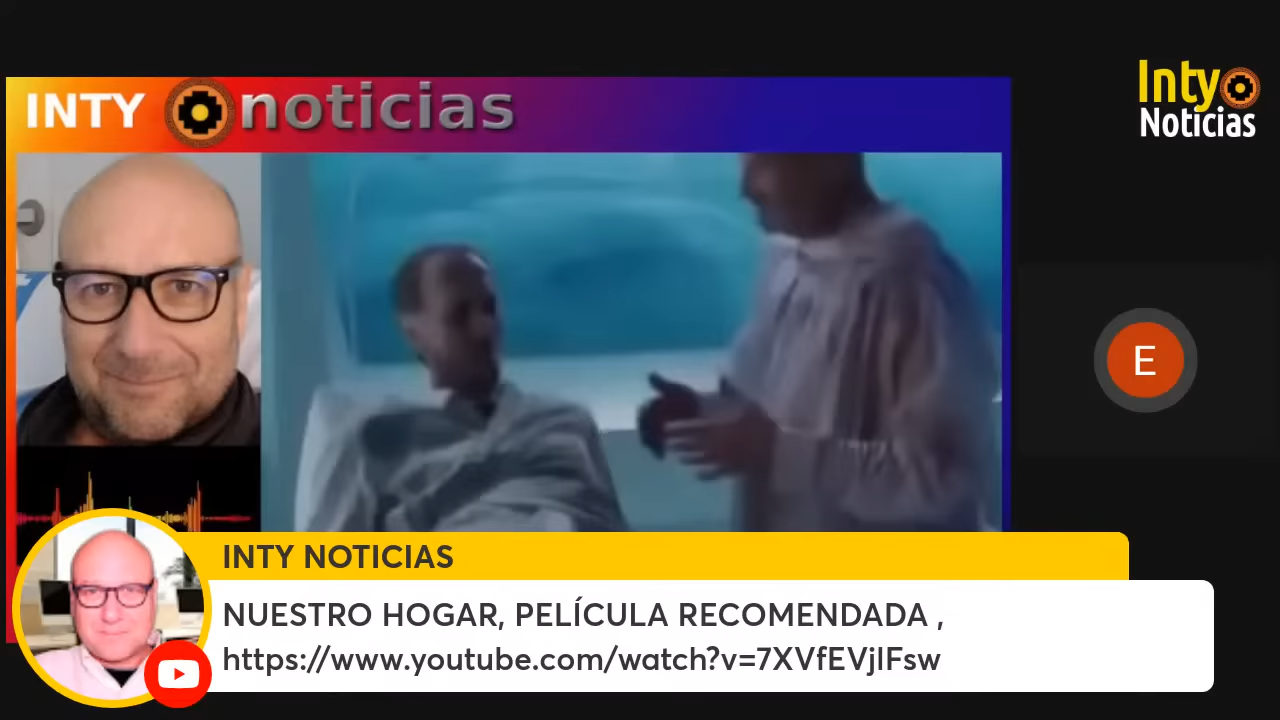 INTY noticias
Inty
Noticias
E
INTY NOTICIAS
NUESTRO HOGAR, PELÍCULA RECOMENDADA ,
https://www.youtube.com/watch?v=7XVfEVjlFsw